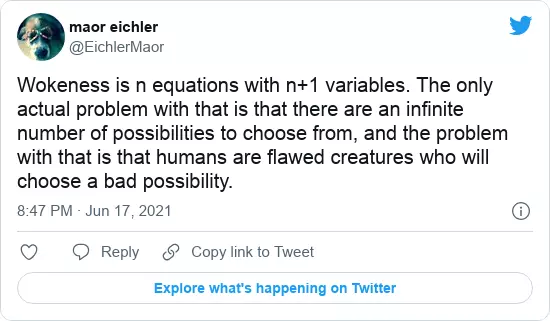 maor eichler
@EichlerMaor
Wokeness is n equations with n+1 variables. The only
actual problem with that is that there are an infinite
number of possibilities to choose from, and the problem
with that is that humans are flawed creatures who will
choose a bad possibility.
8:47 PM · Jun 17, 2021
Reply Copy link to Tweet
Explore what's happening on Twitter